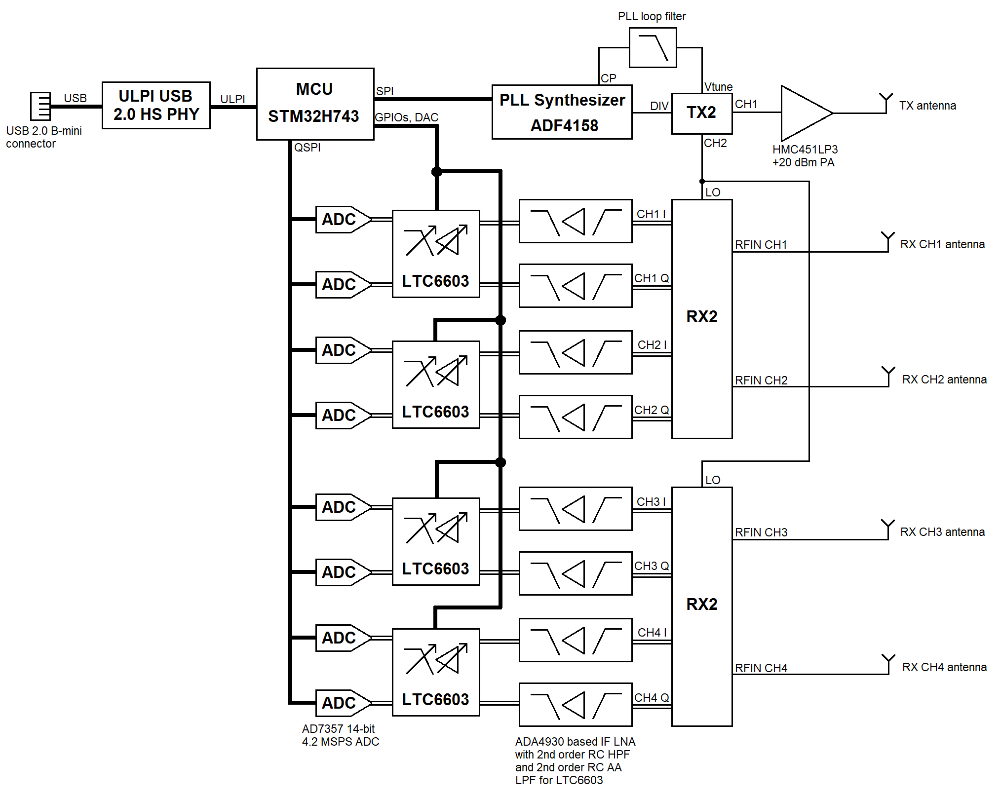 PLL loop filter
CP
Vtune
USB
ULPI USB
2.0 HS PHY
ULPI
MCU
STM32H743
SPI
GPIOs, DAC
QSPI
PLL Synthesizer
ADF4158
DIV
TX2
CH1
CH2
TX antenna
USB 2.0 B-mini
connector
HMC451LP3
+20 dBm PA
LO
ADC
LTC6603
CH1 I
RFIN CH1
RX CH1 antenna
ADC
CH1 Q
RX2
ADC
LTC6603
CH2 I
RFIN CH2
RX CH2 antenna
ADC
CH2 Q
LO
ADC
LTC6603
CH3 I
RFIN CH3
RX CH3 antenna
ADC
CH3 Q
RX2
ADC
LTC6603
CH4 I
RFIN CH4
RX CH4 antenna
ADC
CH4 Q
AD7357 14-bit
4.2 MSPS ADC
ADA4930 based IF LNA
with 2nd order RC HPF
and 2nd order RC AA
LPF for LTC6603